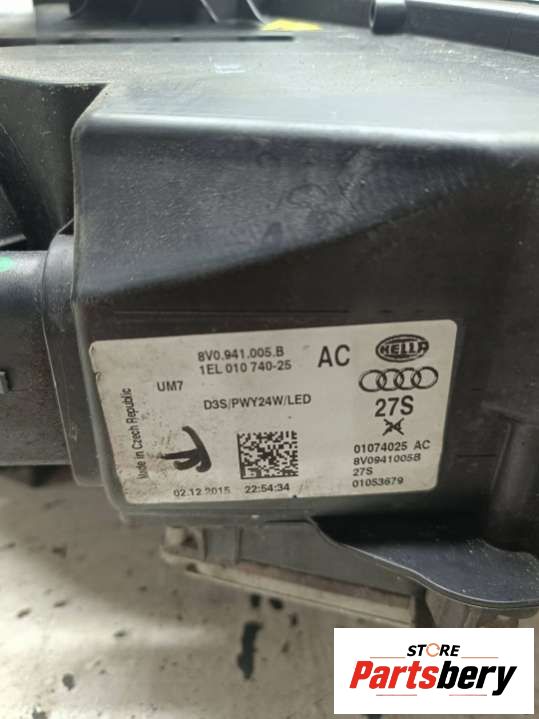 8V0.941.005.B
1EL 010 740-25
AC
HELLA
UM7
D3S/PWY24W/LED
27S
Made in Czech Republic
01074025 AC
8V0941005B
27S
01053679
02.12.2015
22:54:34
STORE
Partsbery